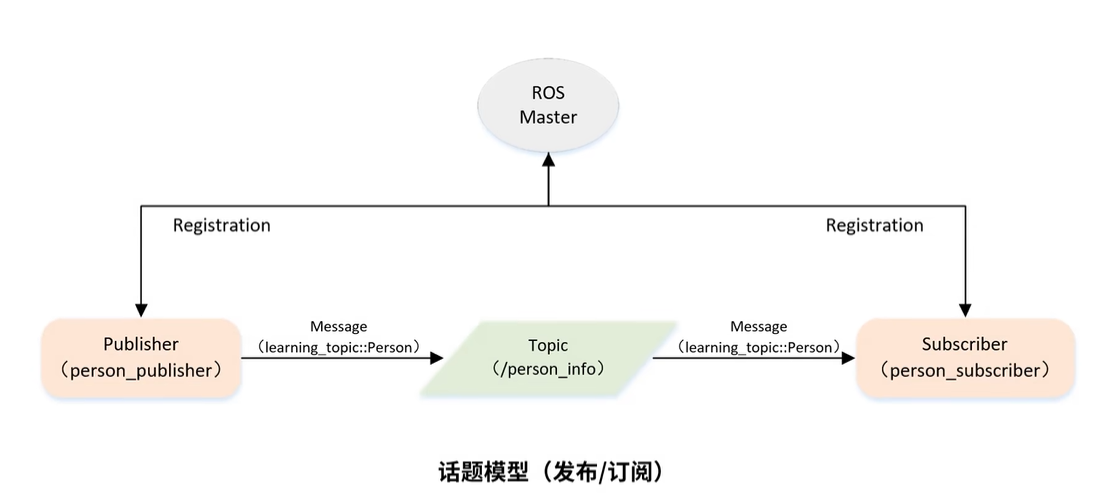 ROS
Master
Registration
Registration
Publisher
（person_publisher）
Message
（learning_topic::Person）
Topic
（/person_info）
Message
（learning_topic::Person）
Subscriber
（person_subscriber）
话题模型（发布/订阅）